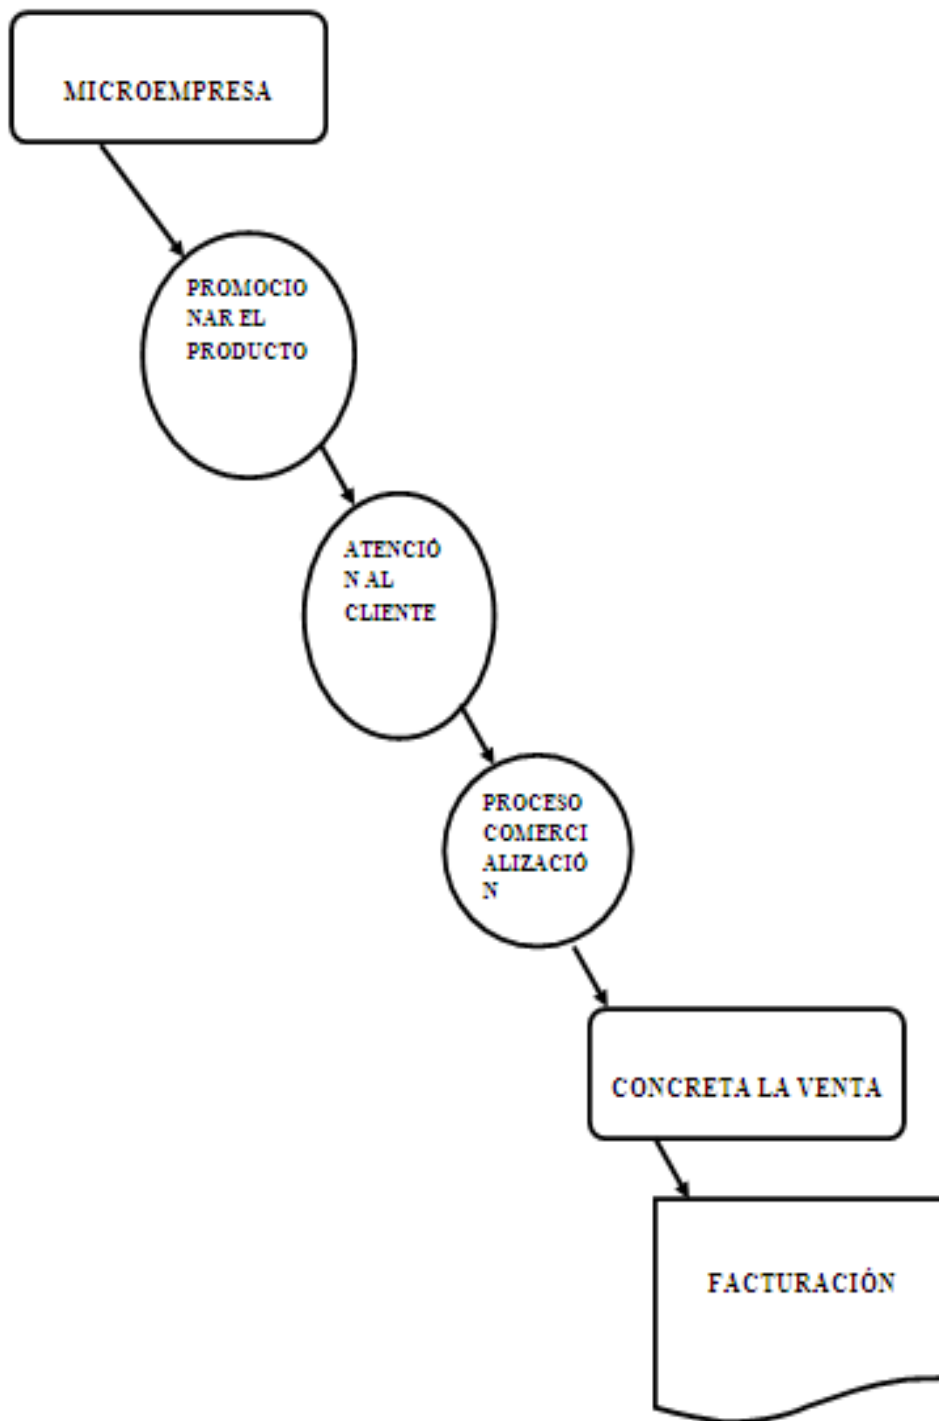 MICROEMPRESA
PROMOCIO
NAR EL
PRODUCTO
ATENCIÓ
N AL
CLIENTE
PROCESO
COMERCI
ALIZACIÓ
N
CONCRETA LA VENTA
FACTURACIÓN